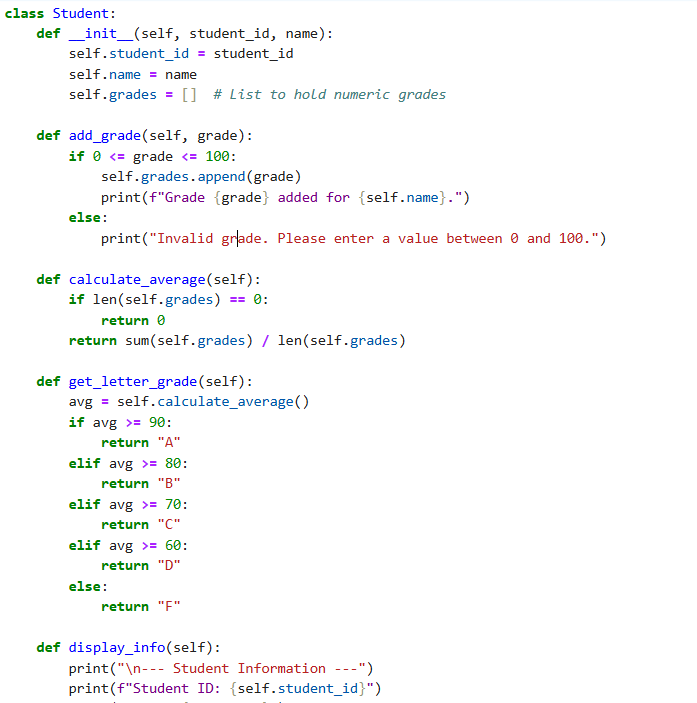 class Student:
    def __init__(self, student_id, name):
        self.student_id = student_id
        self.name = name
        self.grades = []  # List to hold numeric grades

    def add_grade(self, grade):
        if 0 <= grade <= 100:
            self.grades.append(grade)
            print(f"Grade {grade} added for {self.name}.")
        else:
            print("Invalid grade. Please enter a value between 0 and 100.")

    def calculate_average(self):
        if len(self.grades) == 0:
            return 0
        return sum(self.grades) / len(self.grades)

    def get_letter_grade(self):
        avg = self.calculate_average()
        if avg >= 90:
            return "A"
        elif avg >= 80:
            return "B"
        elif avg >= 70:
            return "C"
        elif avg >= 60:
            return "D"
        else:
            return "F"

    def display_info(self):
        print("\n--- Student Information ---")
        print(f"Student ID: {self.student_id}")